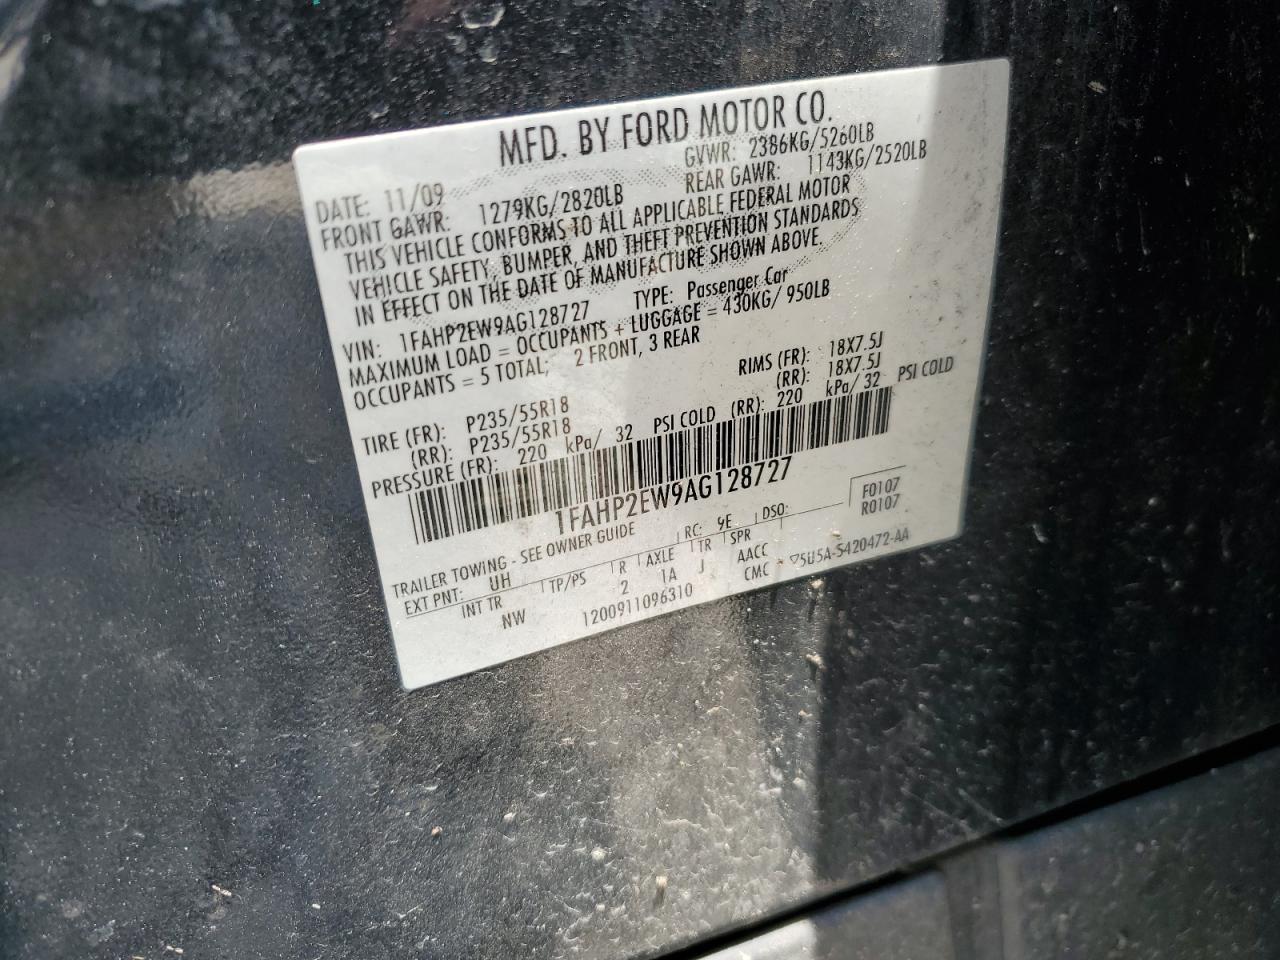 MFD. BY FORD MOTOR CO.
DATE: 11/09 GVWR: 2386KG/5260LB
FRONT GAWR: 1279KG/2820LB REAR GAWR: 1143KG/2520LB
THIS VEHICLE CONFORMS TO ALL APPLICABLE FEDERAL MOTOR
VEHICLE SAFETY, BUMPER, AND THEFT PREVENTION STANDARDS
IN EFFECT ON THE DATE OF MANUFACTURE SHOWN ABOVE.
VIN: 1FAHP2EW9AG128727 TYPE: Passenger Car
MAXIMUM LOAD = OCCUPANTS + LUGGAGE = 430KG/ 950LB
OCCUPANTS = 5 TOTAL; 2 FRONT, 3 REAR
TIRE (FR): P235/55R18 RIMS (FR): 18X7.5J
(RR): P235/55R18 (RR): 18X7.5J
PRESSURE (FR): 220 kPa/ 32 PSI COLD (RR): 220 kPa/ 32 PSI COLD
1FAHP2EW9AG128727
F0107
R0107
TRAILER TOWING - SEE OWNER GUIDE
EXT PNT: UH RC: 9E DSO:
INT TR TP/PS R AXLE TR SPR
NW 2 1A J AACC
CMC
1200911096310 5U5A-5420472-AA